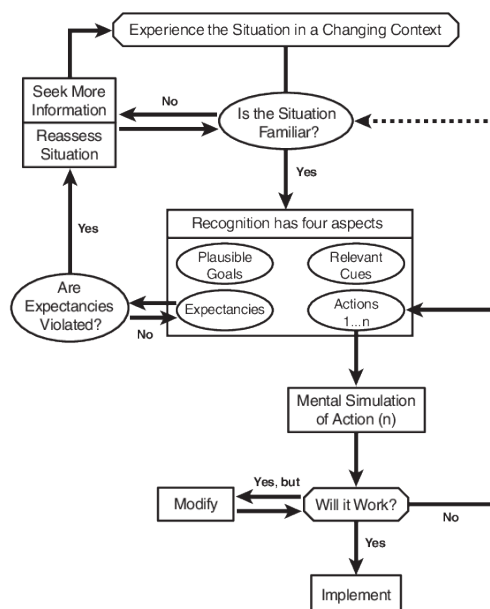 Experience the Situation in a Changing Context
Seek More
Information
Reassess
Situation
No
Is the Situation
Familiar?
Yes
Yes
Recognition has four aspects
Plausible
Goals
Relevant
Cues
Are
Expectancies
Violated?
No
Expectancies
Actions
1...n
Mental Simulation
of Action (n)
Yes, but
Modify
Will it Work?
No
Yes
Implement